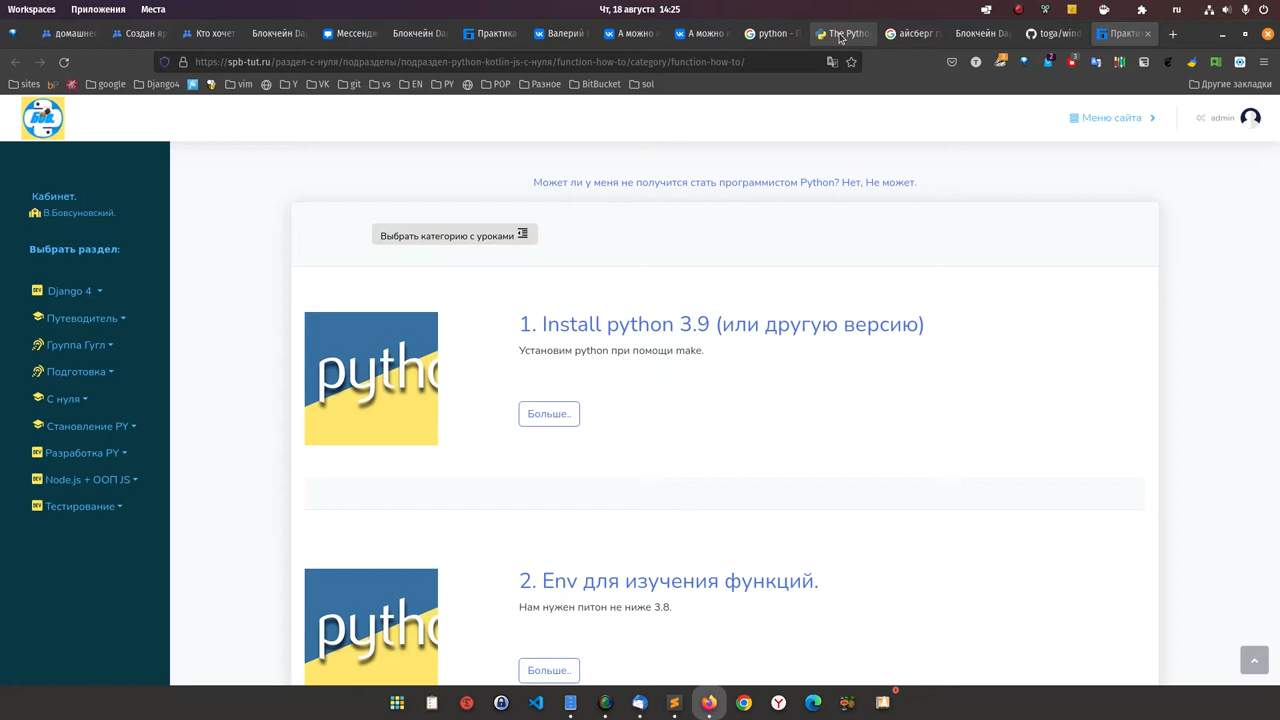 Workspaces Приложения Места Чт, 18 августа 14:25 ru
домашне Создан яр Кто хочет Блокчейн Da Мессенд Блокчейн Da Практика Валерий А можно А можно python - П The Pytho айсберг г Блокчейн Da toga/wind Практи
https://spb-tut.ru/раздел-с-нуля/подразделы/подраздел-python-kotlin-js-с-нуля/function-how-to/category/function-how-to/
sites google Django4 vim Y VK git vs EN PY POP Разное BitBucket sol Другие закладки
БОВ.
Меню сайта
admin
Кабинет.
В.Бовсуновский.
Выбрать раздел:
Django 4
Путеводитель
Группа Гугл
Подготовка
С нуля
Становление PY
Разработка PY
Node.js + ООП JS
Тестирование
Может ли у меня не получится стать программистом Python? Нет, Не может.
Выбрать категорию с уроками
1. Install python 3.9 (или другую версию)
Установим python при помощи make.
Больше..
2. Env для изучения функций.
Нам нужен питон не ниже 3.8.
Больше..